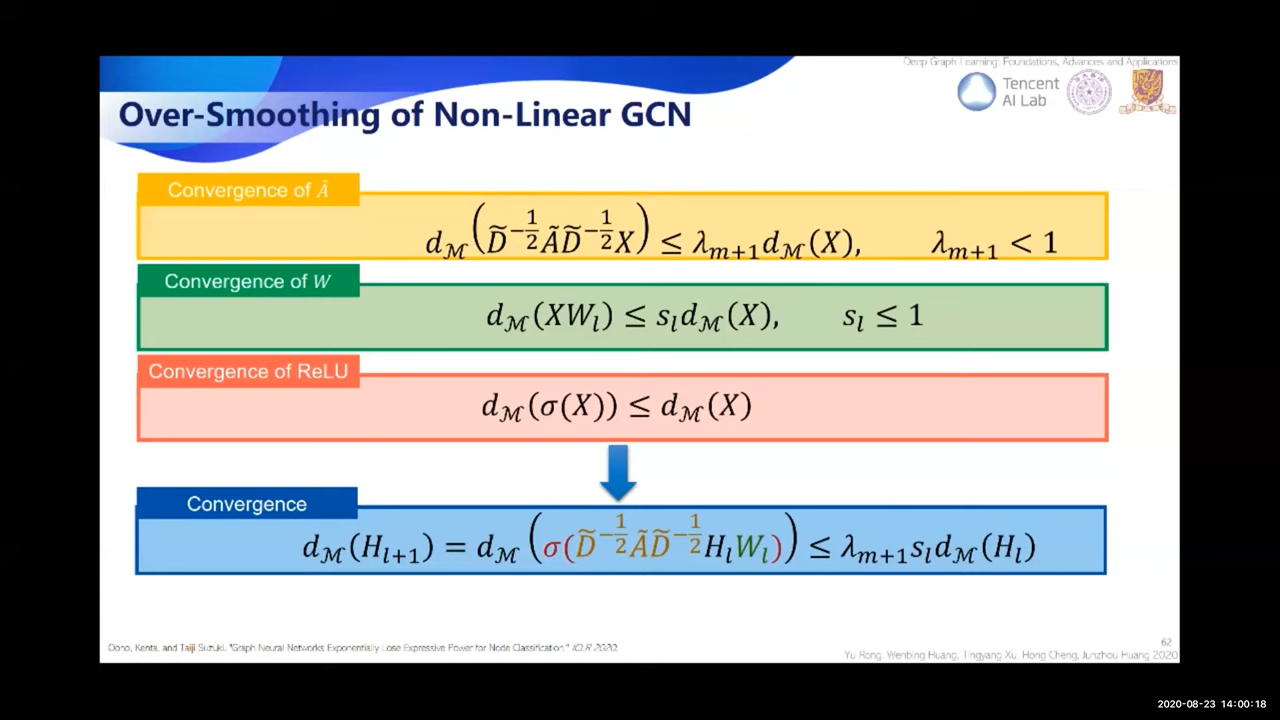 Deep Graph Learning: Foundations, Advances and Applications
Tencent
AI Lab
Over-Smoothing of Non-Linear GCN
Convergence of Ã
d_ℳ(D̃^{-1/2}ÃD̃^{-1/2}X) ≤ λ_{m+1}d_ℳ(X), λ_{m+1} < 1
Convergence of W
d_ℳ(XW_l) ≤ s_l d_ℳ(X), s_l ≤ 1
Convergence of ReLU
d_ℳ(σ(X)) ≤ d_ℳ(X)
Convergence
d_ℳ(H_{l+1}) = d_ℳ(σ(D̃^{-1/2}ÃD̃^{-1/2}H_lW_l)) ≤ λ_{m+1}s_l d_ℳ(H_l)
Oono, Kenta, and Taiji Suzuki. "Graph Neural Networks Exponentially Lose Expressive Power for Node Classification." ICLR 2020.
62
Yu Rong, Wenbing Huang, Tingyang Xu, Hong Cheng, Junzhou Huang 2020
2020-08-23 14:00:18